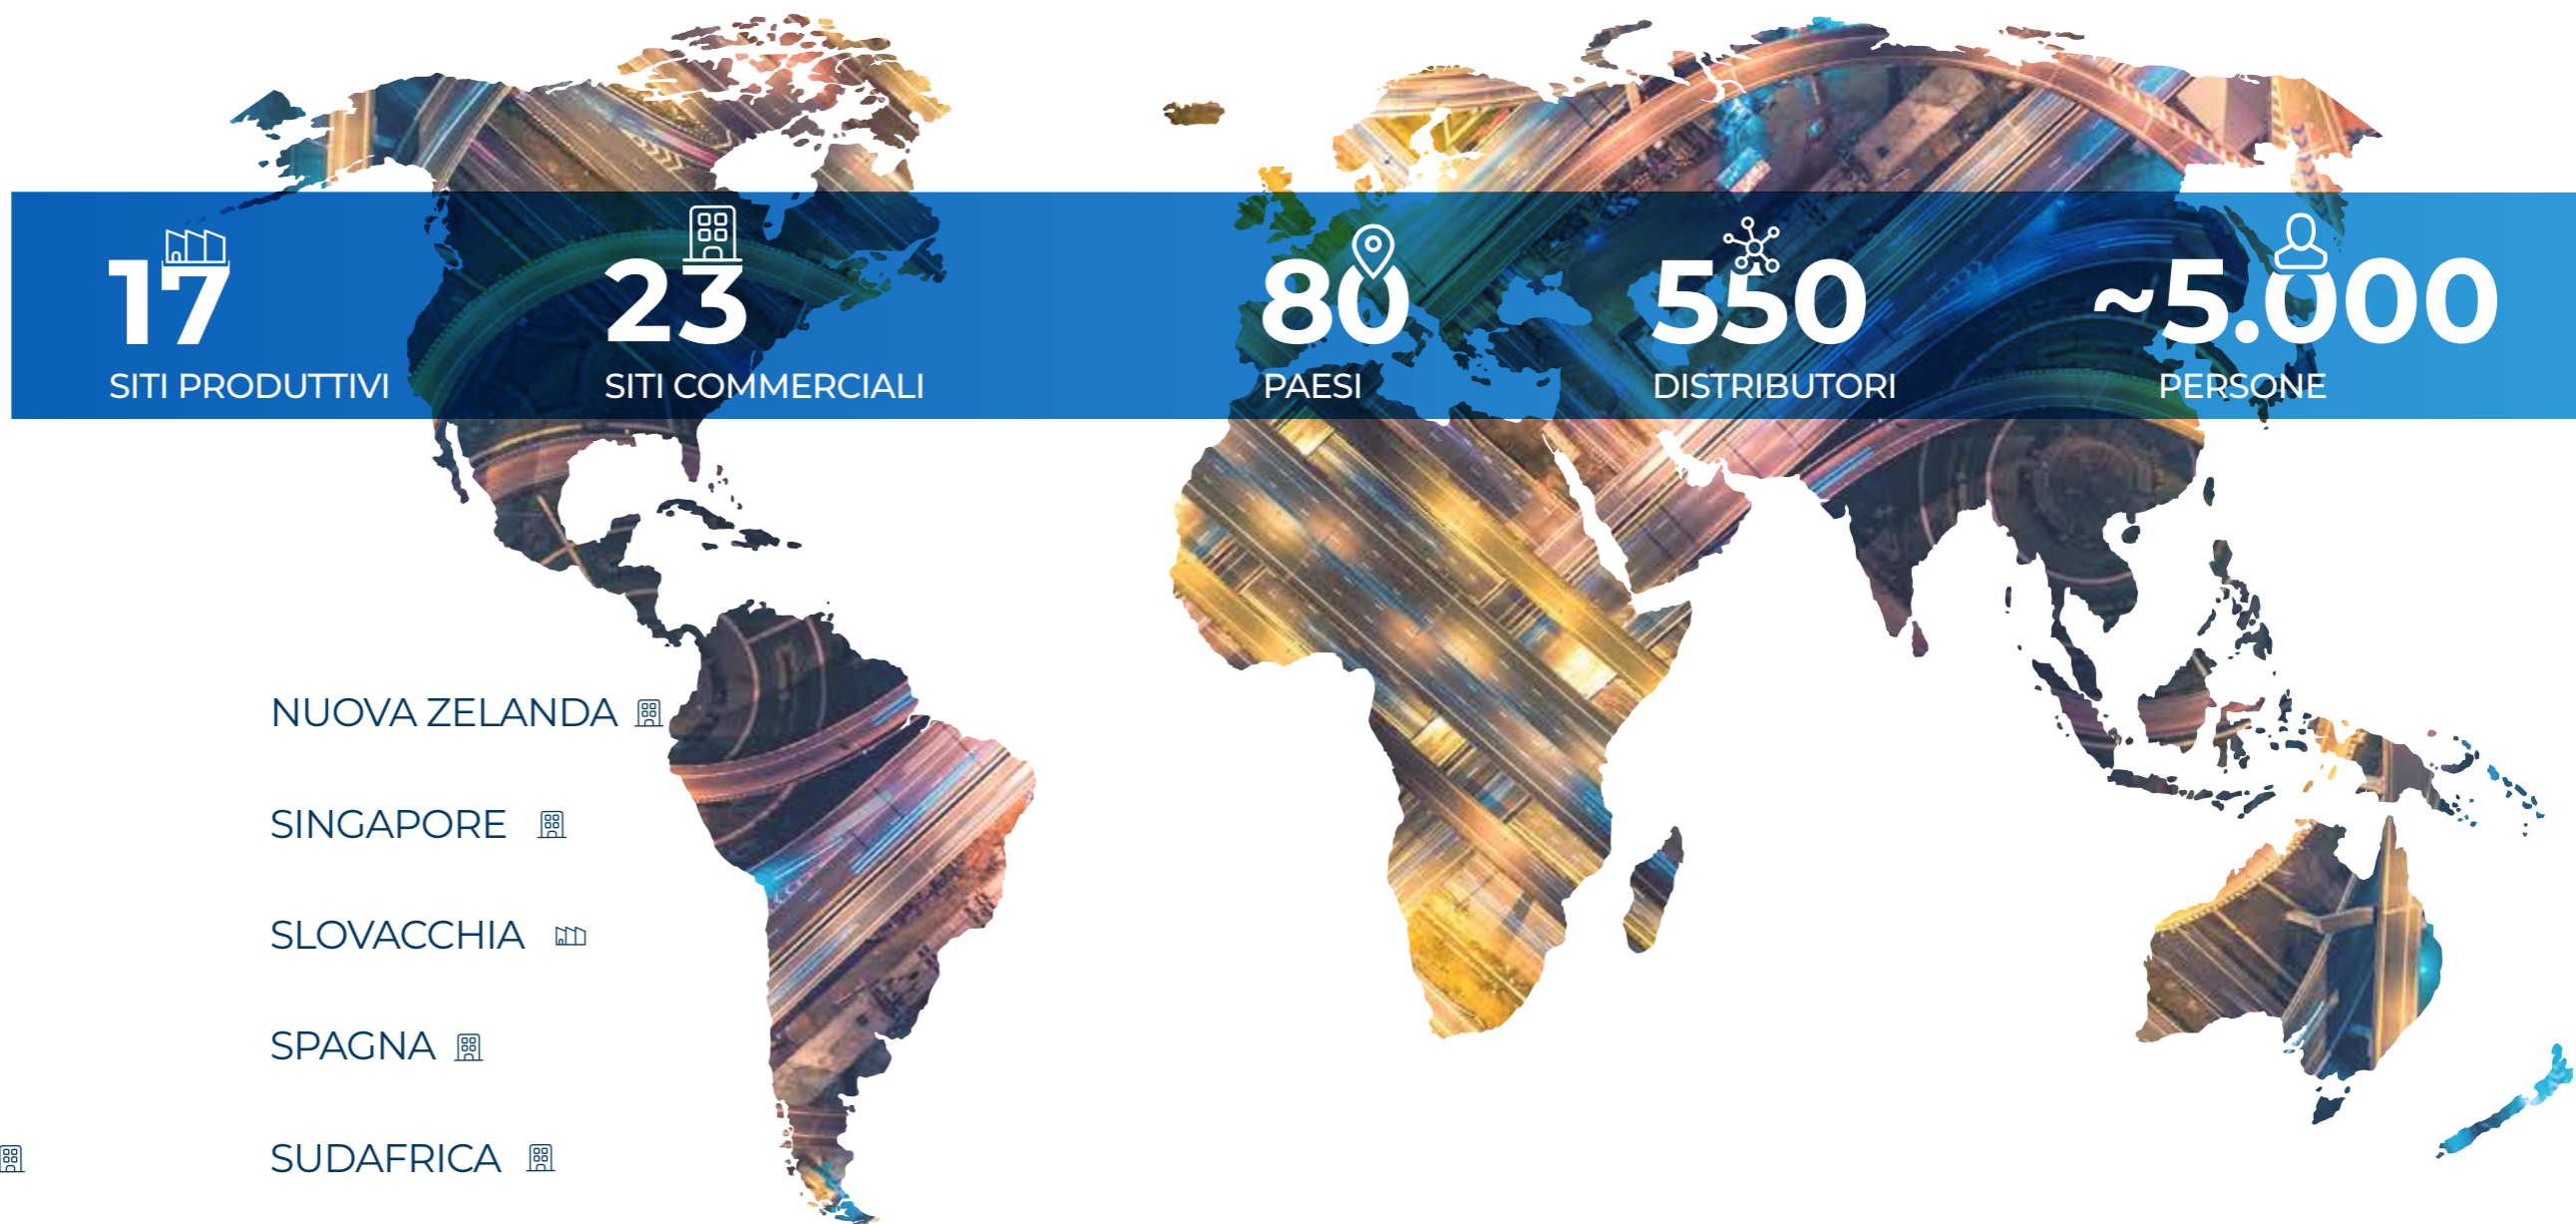 17
SITI PRODUTTIVI
23
SITI COMMERCIALI
80
PAESI
550
DISTRIBUTORI
~5.000
PERSONE
NUOVA ZELANDA
SINGAPORE
SLOVACCHIA
SPAGNA
SUDAFRICA